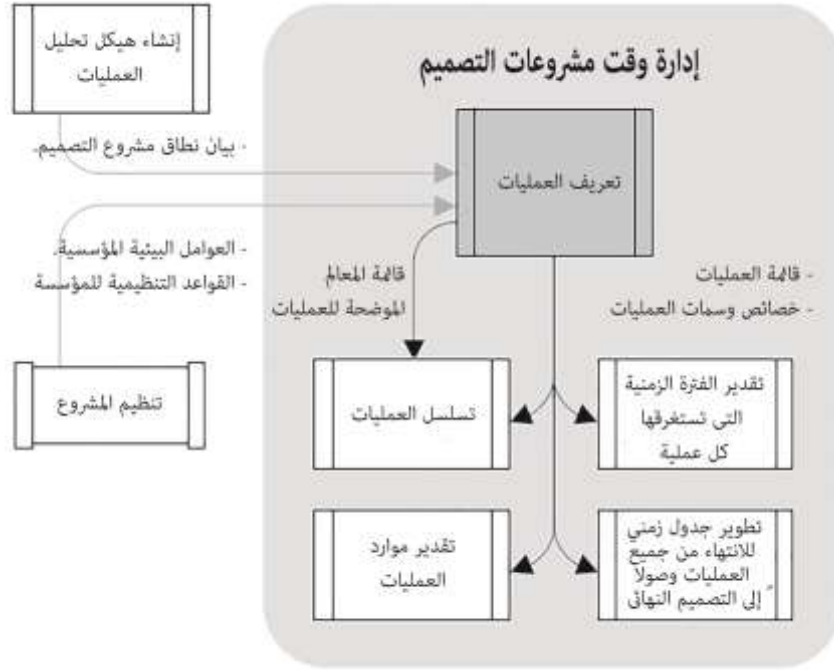 إدارة وقت مشروعات التصميم
إنشاء هيكل تحليل
العمليات
- بيان نطاق مشروع التصميم.
تعريف العمليات
- العوامل البيئية المؤسسية.
- القواعد التنظيمية للمؤسسة
قائمة المعالم
الموضحة للعمليات
- قائمة العمليات
- خصائص وسمات العمليات
تنظيم المشروع
تسلسل العمليات
تقدير الفترة الزمنية
التى تستغرقها
كل عملية
تقدير موارد
العمليات
تطوير جدول زمني
للانتهاء من جميع
العمليات وصولاً
إلى التصميم النهائى